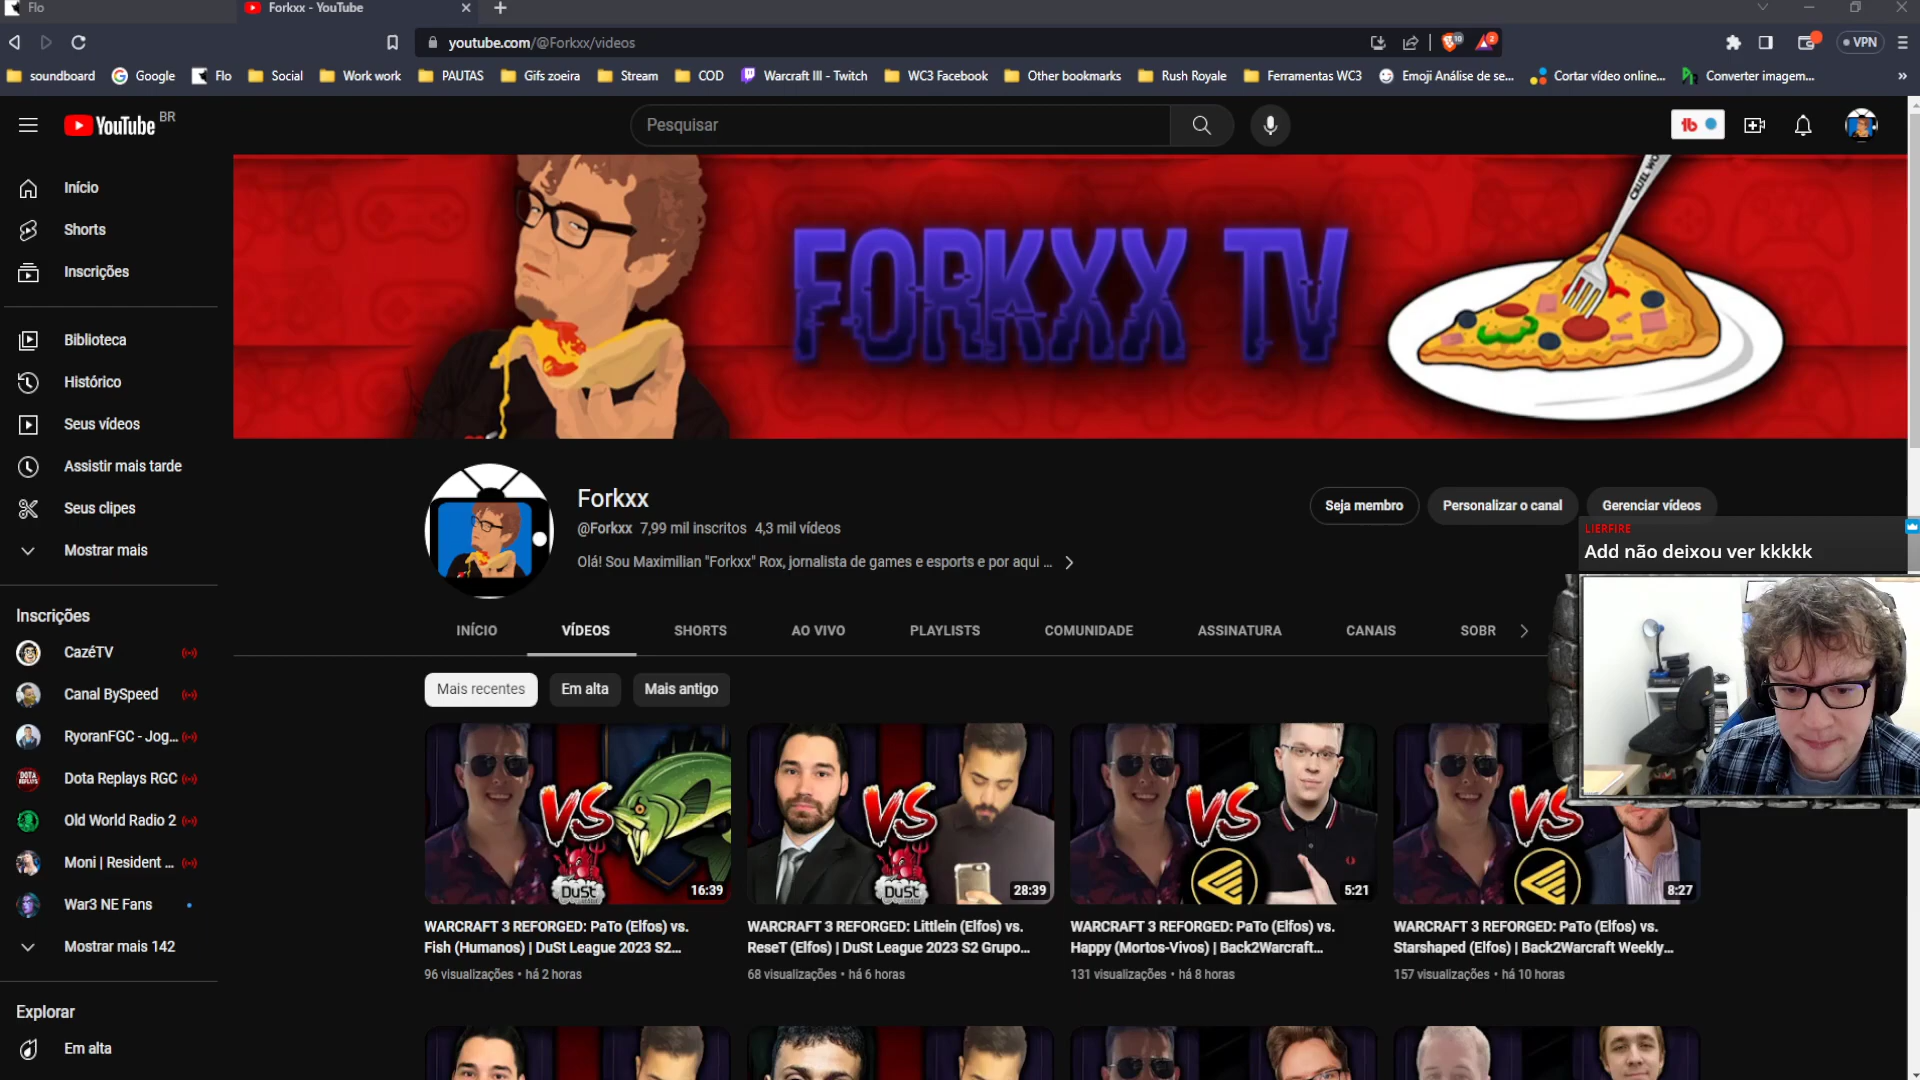 Flo
Forkxx - YouTube
youtube.com/@Forkxx/videos
10
2
VPN
soundboard
Google
Flo
Social
Work work
PAUTAS
Gifs zoeira
Stream
COD
Warcraft III - Twitch
WC3 Facebook
Other bookmarks
Rush Royale
Ferramentas WC3
Emoji Análise de se...
Cortar vídeo online...
Converter imagem...
YouTube BR
Pesquisar
Início
Shorts
Inscrições
Biblioteca
Histórico
Seus vídeos
Assistir mais tarde
Seus clipes
Mostrar mais
Inscrições
CazéTV
Canal BySpeed
RyoranFGC - Jog...
Dota Replays RGC
Old World Radio 2
Moni | Resident ...
War3 NE Fans
Mostrar mais 142
Explorar
Em alta
FORKXX TV
Forkxx
@Forkxx 7,99 mil inscritos 4,3 mil vídeos
Olá! Sou Maximilian "Forkxx" Rox, jornalista de games e esports e por aqui ...
Seja membro
Personalizar o canal
Gerenciar vídeos
LIERFIRE
Add não deixou ver kkkkk
INÍCIO
VÍDEOS
SHORTS
AO VIVO
PLAYLISTS
COMUNIDADE
ASSINATURA
CANAIS
SOBR
Mais recentes
Em alta
Mais antigo
VS
DuSt
16:39
WARCRAFT 3 REFORGED: PaTo (Elfos) vs.
Fish (Humanos) | DuSt League 2023 S2...
96 visualizações • há 2 horas
VS
DuSt
28:39
WARCRAFT 3 REFORGED: Littlein (Elfos) vs.
ReseT (Elfos) | DuSt League 2023 S2 Grupo...
68 visualizações • há 6 horas
VS
5:21
WARCRAFT 3 REFORGED: PaTo (Elfos) vs.
Happy (Mortos-Vivos) | Back2Warcraft...
131 visualizações • há 8 horas
VS
8:27
WARCRAFT 3 REFORGED: PaTo (Elfos) vs.
Starshaped (Elfos) | Back2Warcraft Weekly...
157 visualizações • há 10 horas